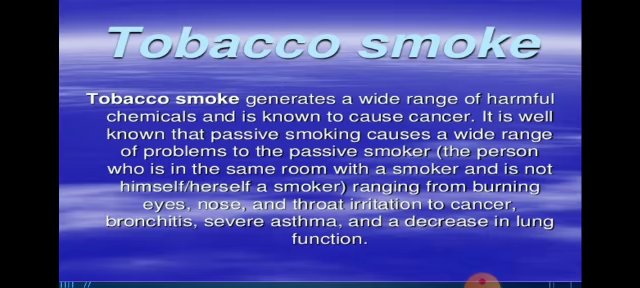 Tobacco smoke
Tobacco smoke generates a wide range of harmful
chemicals and is known to cause cancer. It is well
known that passive smoking causes a wide range
of problems to the passive smoker (the person
who is in the same room with a smoker and is not
himself/herself a smoker) ranging from burning
eyes, nose, and throat irritation to cancer,
bronchitis, severe asthma, and a decrease in lung
function.